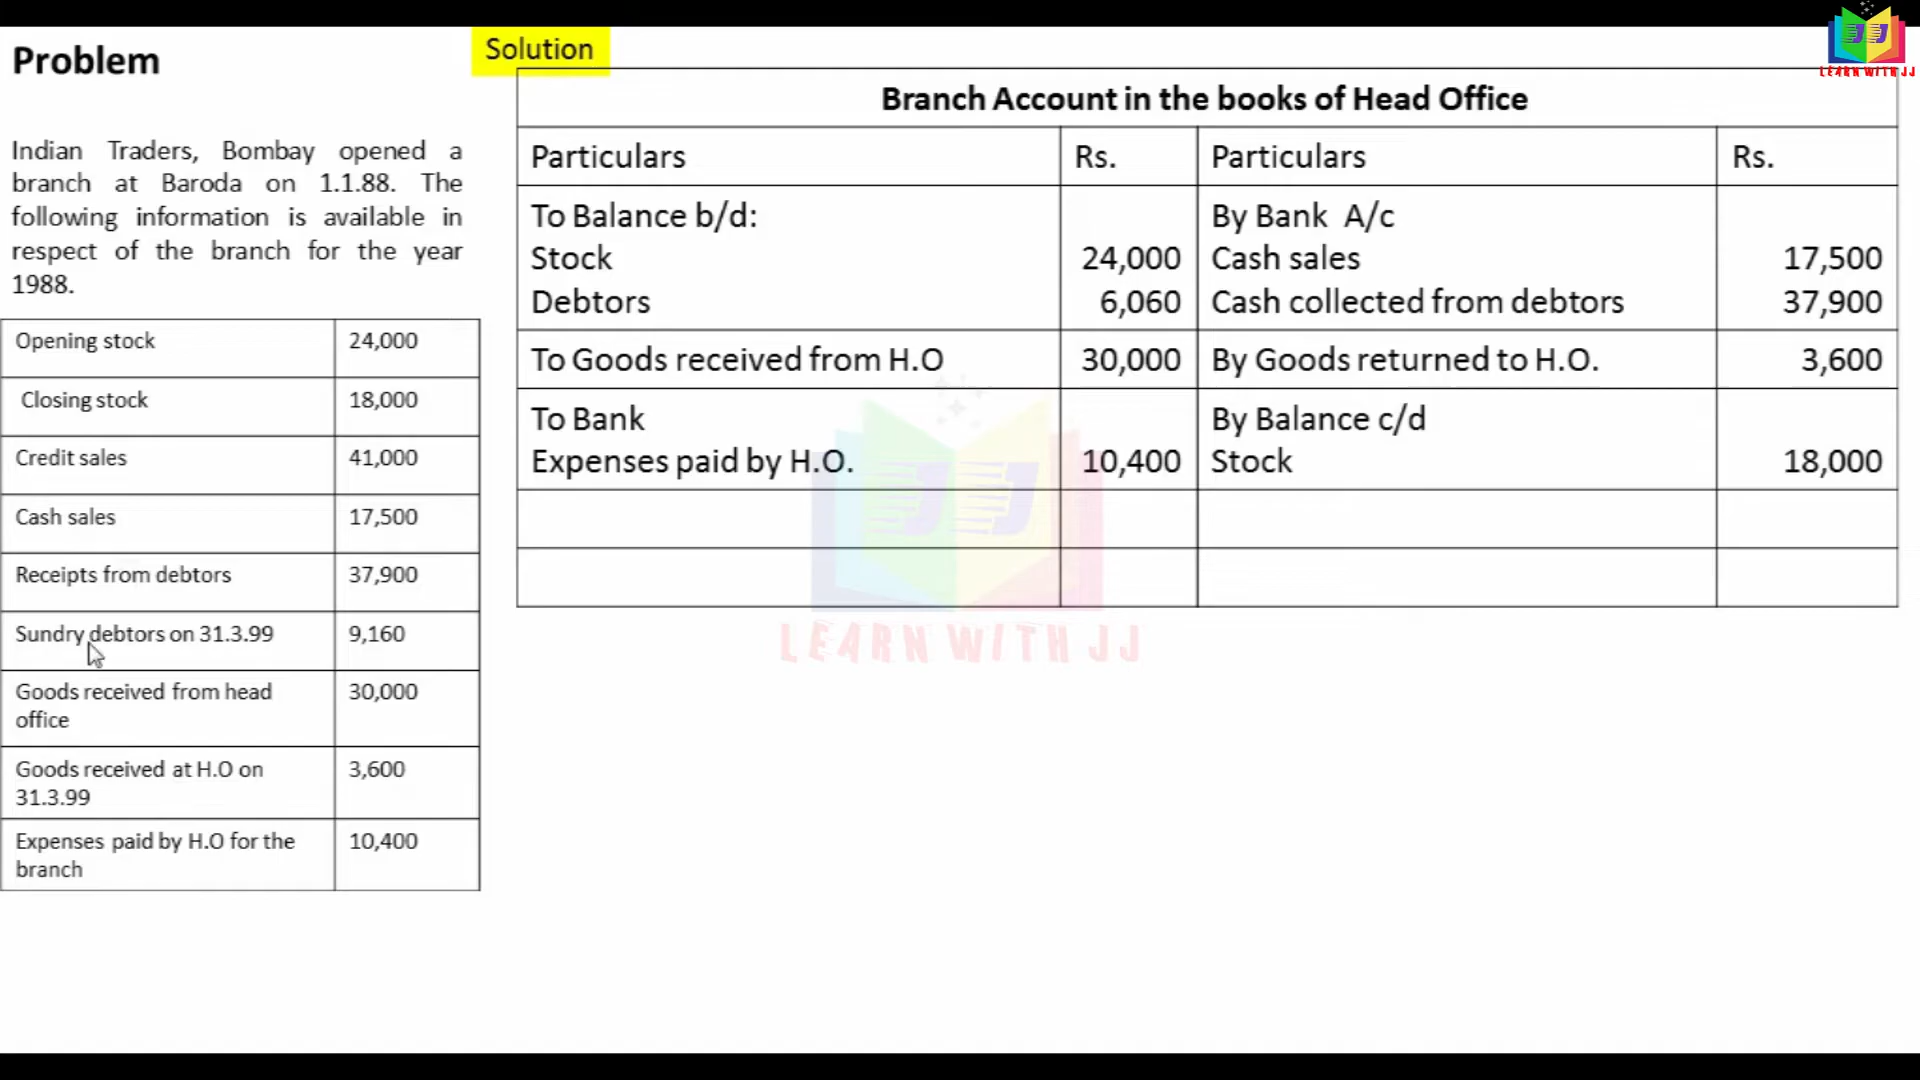 Problem
Solution
LEARN WITH JJ
Indian Traders, Bombay opened a
branch at Baroda on 1.1.88. The
following information is available in
respect of the branch for the year
1988.
Opening stock 24,000
Closing stock 18,000
Credit sales 41,000
Cash sales 17,500
Receipts from debtors 37,900
Sundry debtors on 31.3.99 9,160
Goods received from head 30,000
office
Goods received at H.O on 3,600
31.3.99
Expenses paid by H.O for the 10,400
branch
Branch Account in the books of Head Office
Particulars Rs. Particulars Rs.
To Balance b/d: By Bank A/c
Stock 24,000 Cash sales 17,500
Debtors 6,060 Cash collected from debtors 37,900
To Goods received from H.O 30,000 By Goods returned to H.O. 3,600
To Bank By Balance c/d
Expenses paid by H.O. 10,400 Stock 18,000
JJ
LEARN WITH JJ